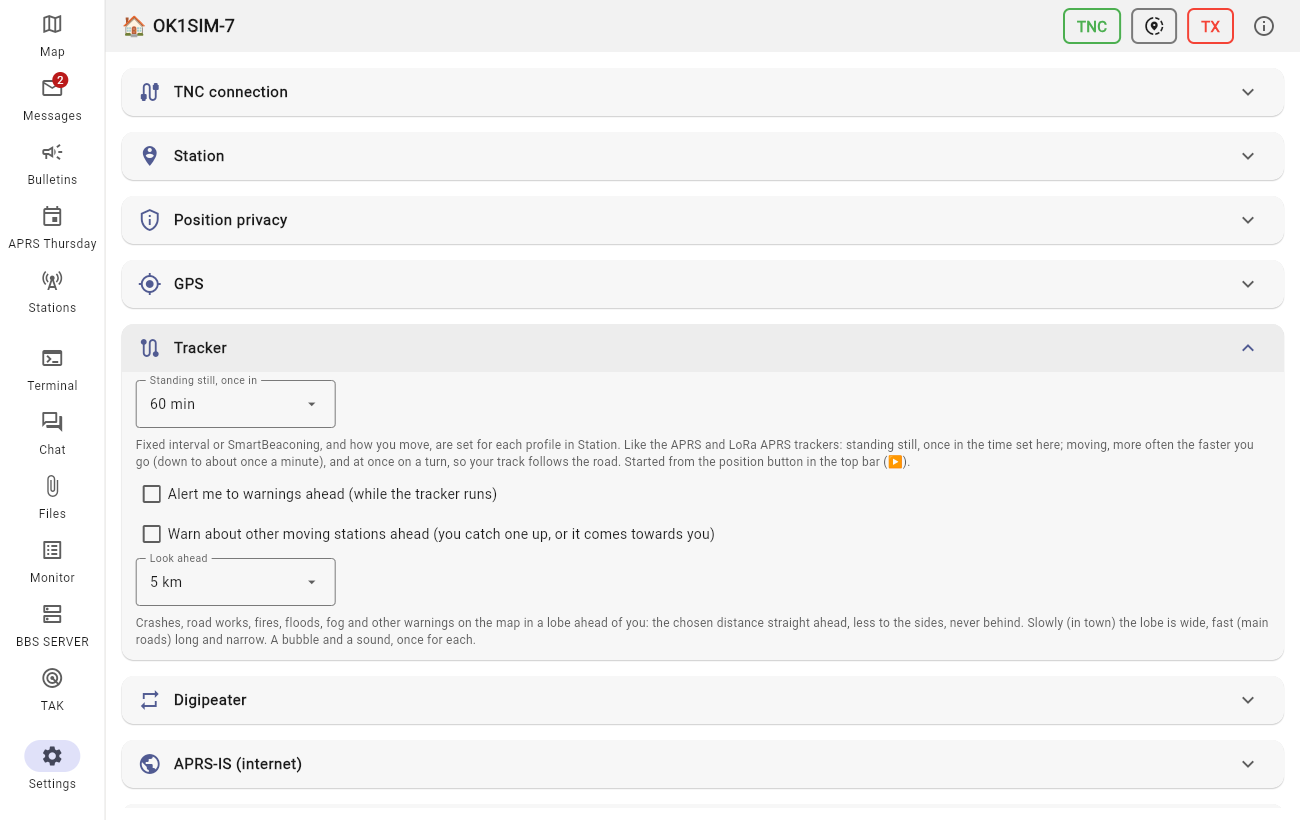 OK1SIM-7
TNC
TX
Map
2
Messages
Bulletins
APRS Thursday
Stations
Terminal
Chat
Files
Monitor
BBS SERVER
TAK
Settings
TNC connection
Station
Position privacy
GPS
Tracker
Standing still, once in
60 min
Fixed interval or SmartBeaconing, and how you move, are set for each profile in Station. Like the APRS and LoRa APRS trackers: standing still, once in the time set here; moving, more often the faster you
go (down to about once a minute), and at once on a turn, so your track follows the road. Started from the position button in the top bar (▶️).
Alert me to warnings ahead (while the tracker runs)
Warn about other moving stations ahead (you catch one up, or it comes towards you)
Look ahead
5 km
Crashes, road works, fires, floods, fog and other warnings on the map in a lobe ahead of you: the chosen distance straight ahead, less to the sides, never behind. Slowly (in town) the lobe is wide, fast (main
roads) long and narrow. A bubble and a sound, once for each.
Digipeater
APRS-IS (internet)